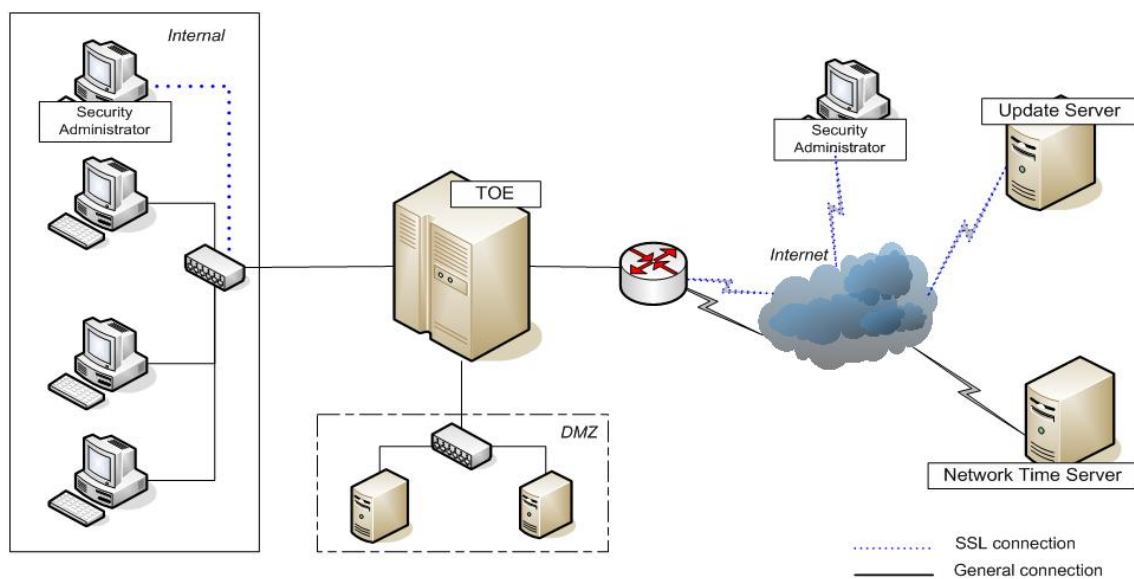 Internal
Security
Administrator
TOE
Security
Administrator
Update Server
Internet
DMZ
Network Time Server
SSL connection
General connection